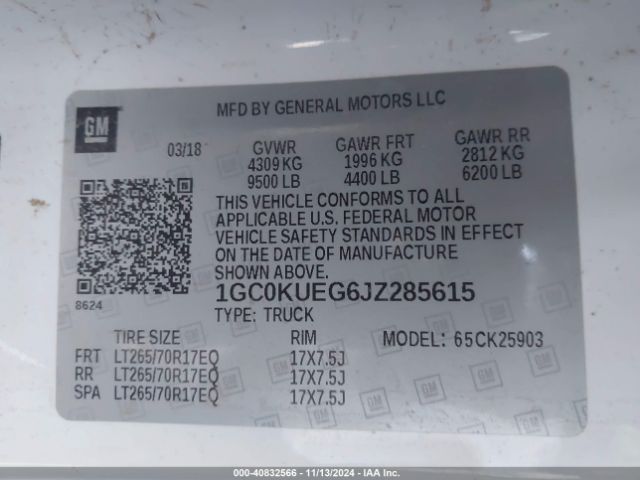 GM
MFD BY GENERAL MOTORS LLC
03/18
GVWR GAWR FRT GAWR RR
4309 KG 1996 KG 2812 KG
9500 LB 4400 LB 6200 LB
THIS VEHICLE CONFORMS TO ALL
APPLICABLE U.S. FEDERAL MOTOR
VEHICLE SAFETY STANDARDS IN EFFECT
ON THE DATE OF MANUFACTURE
SHOWN ABOVE.
8624
1GC0KUEG6JZ285615
TYPE: TRUCK
TIRE SIZE RIM MODEL: 65CK25903
FRT LT265/70R17EQ 17X7.5J
RR LT265/70R17EQ 17X7.5J
SPA LT265/70R17EQ 17X7.5J
000-40832566 - 11/13/2024 - IAAI.com